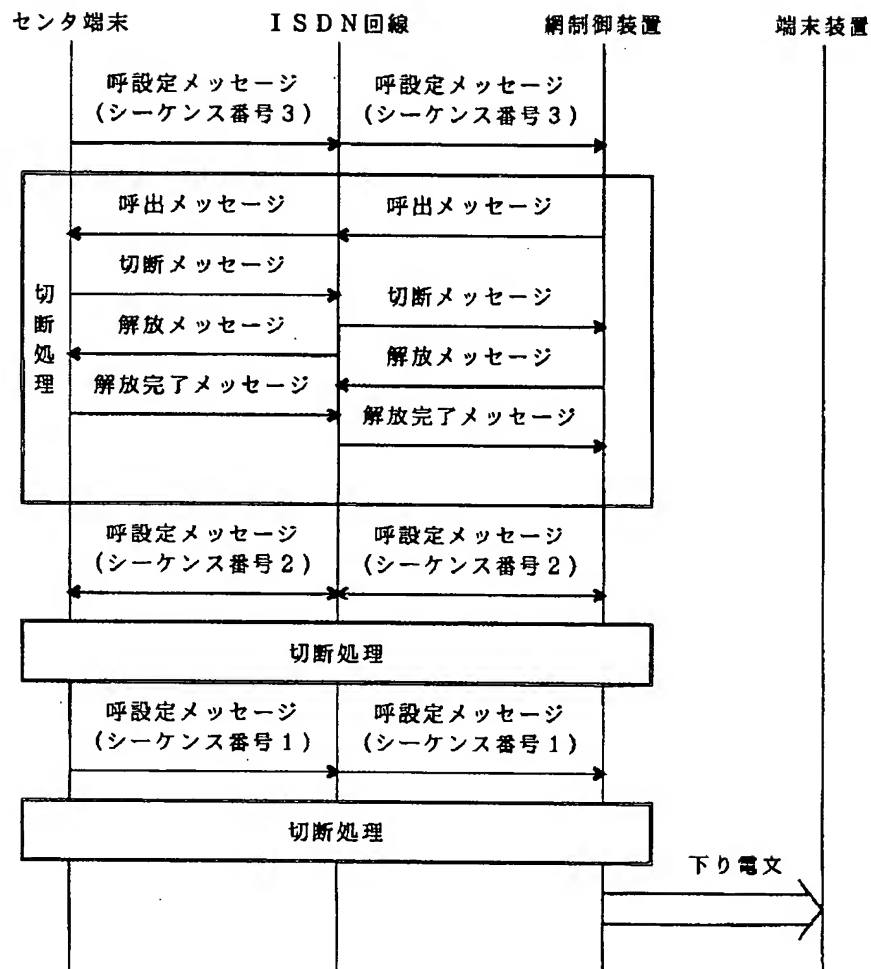 センタ端末
ISDN回線
網制御装置
端末装置
呼設定メッセージ
(シーケンス番号3)
呼設定メッセージ
(シーケンス番号3)
呼出メッセージ
呼出メッセージ
切断メッセージ
切断メッセージ
切断処理
解放メッセージ
解放メッセージ
解放完了メッセージ
解放完了メッセージ
呼設定メッセージ
(シーケンス番号2)
呼設定メッセージ
(シーケンス番号2)
切断処理
呼設定メッセージ
(シーケンス番号1)
呼設定メッセージ
(シーケンス番号1)
切断処理
下り電文